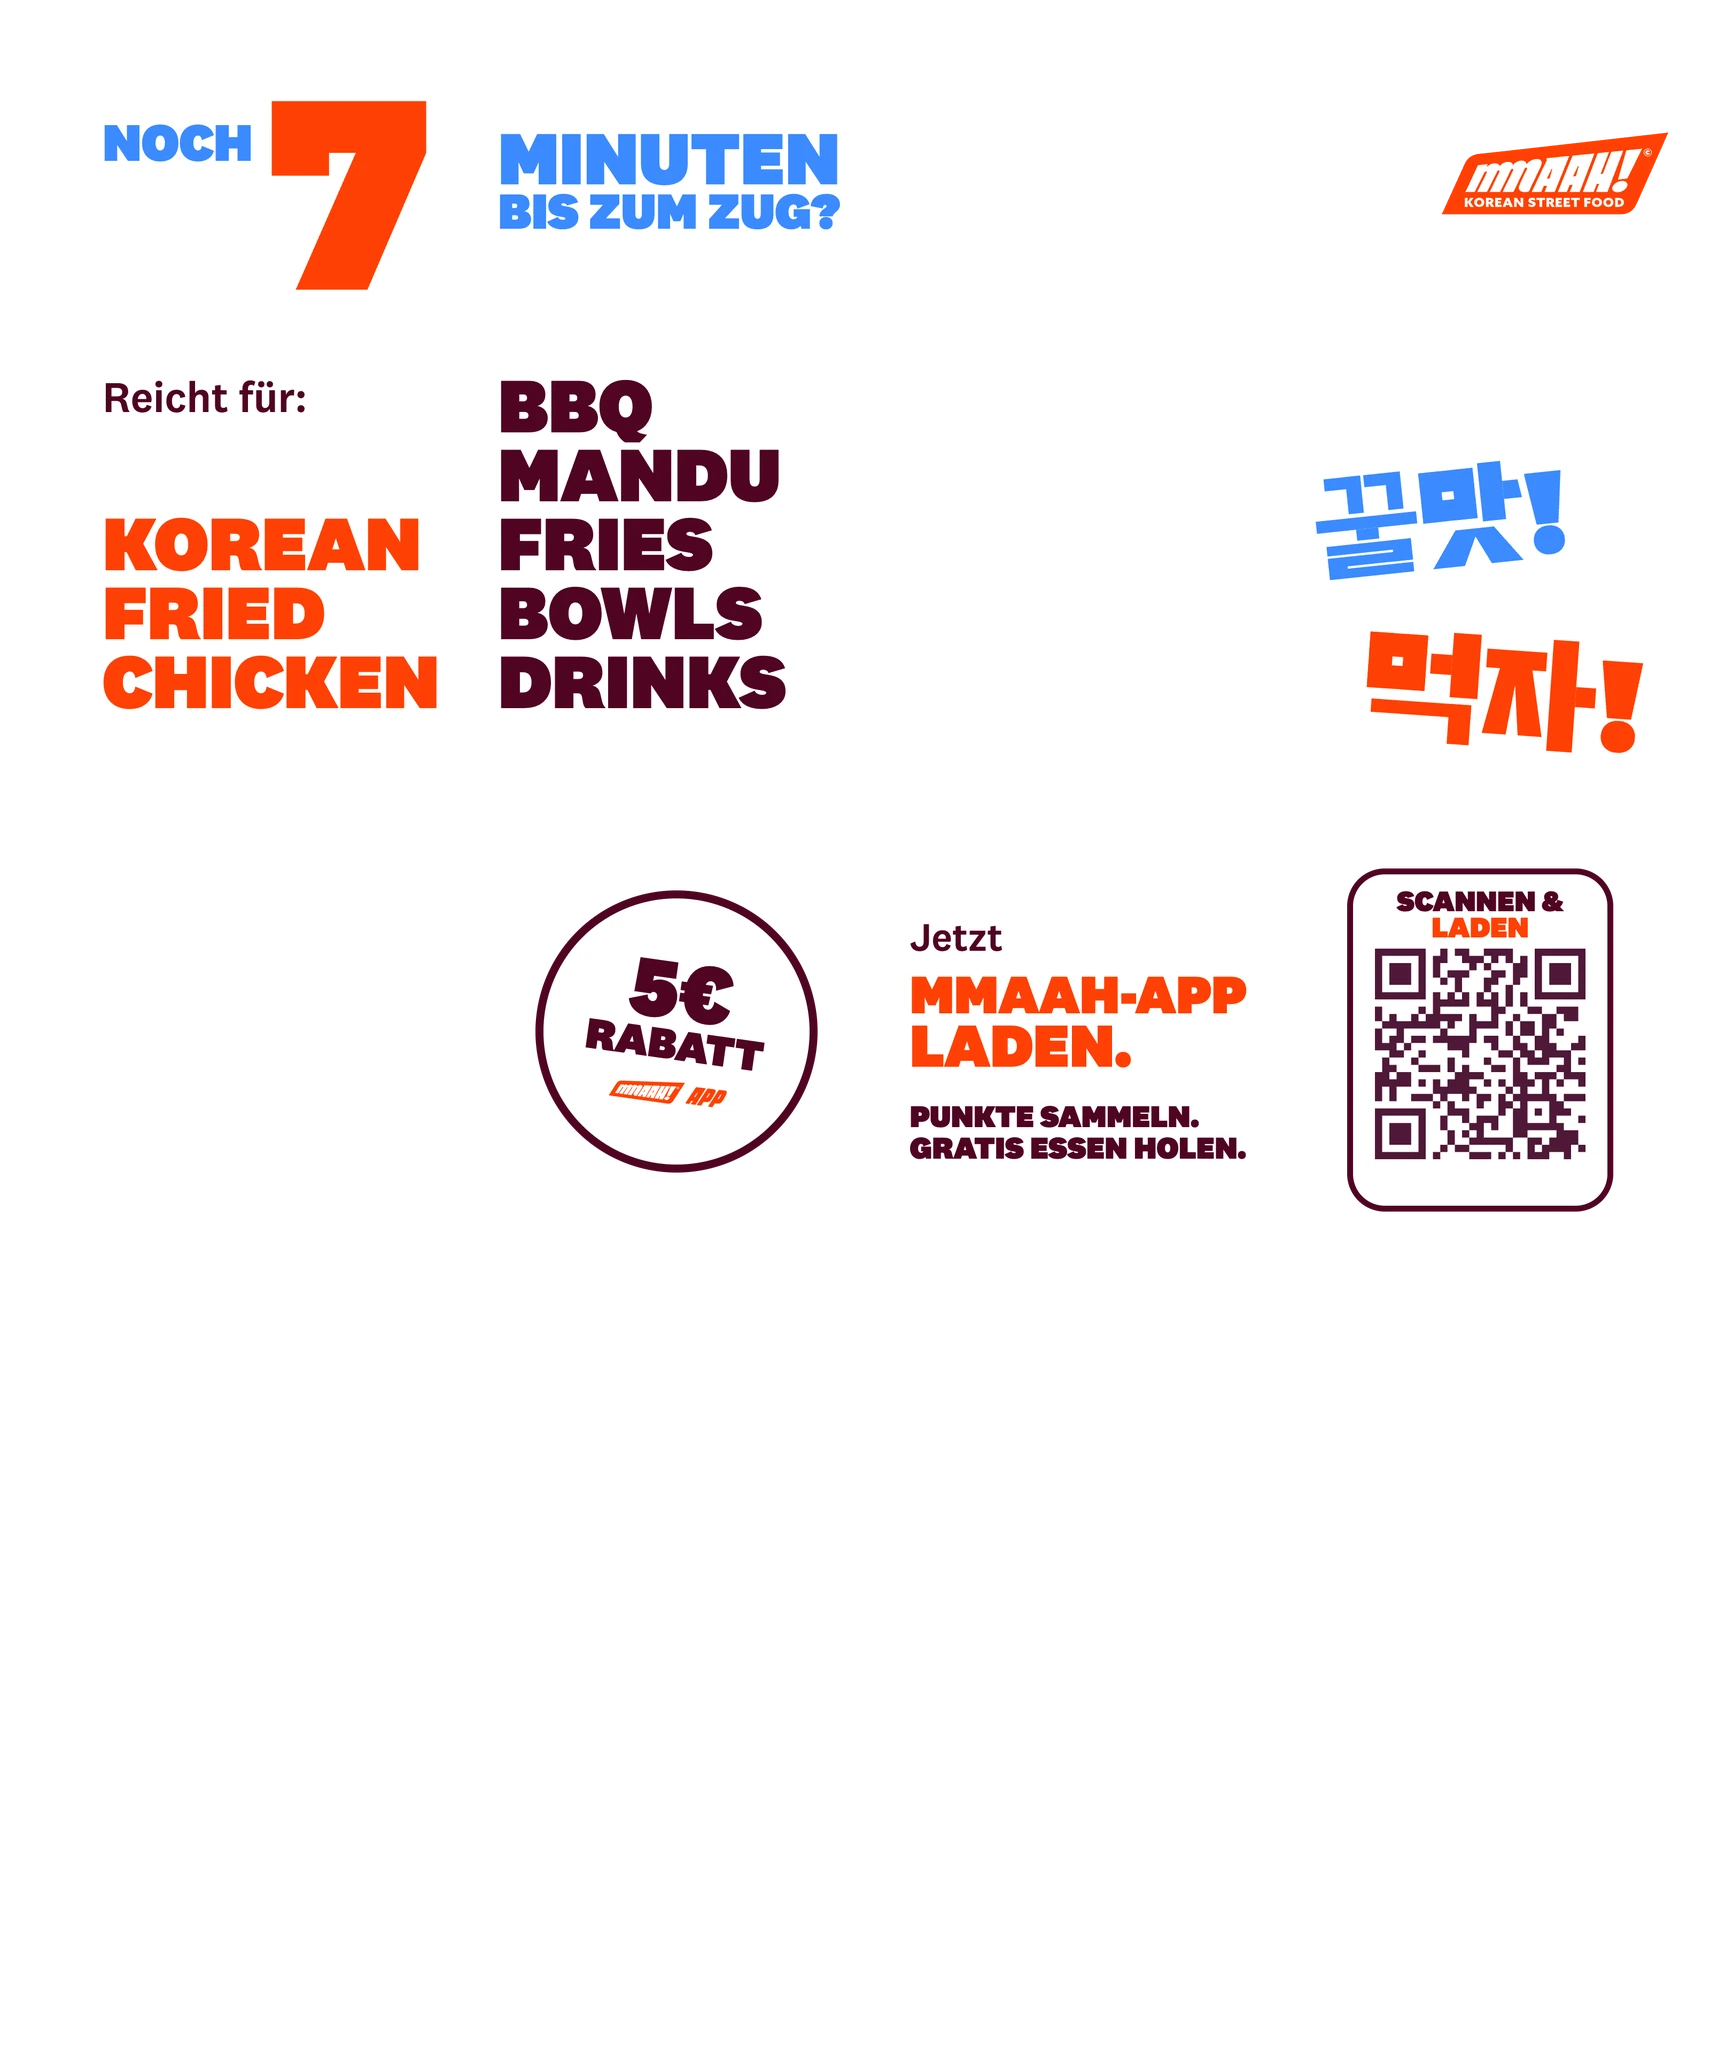 NOCH 7 MINUTEN
BIS ZUM ZUG?
MMAAH!©
KOREAN STREET FOOD
Reicht für:
KOREAN
FRIED
CHICKEN
BBQ
MANDU
FRIES
BOWLS
DRINKS
꿀맛!
먹자!
5€
RABATT
MMAAH! APP
Jetzt
MMAAH-APP
LADEN.
PUNKTE SAMMELN.
GRATIS ESSEN HOLEN.
SCANNEN &
LADEN